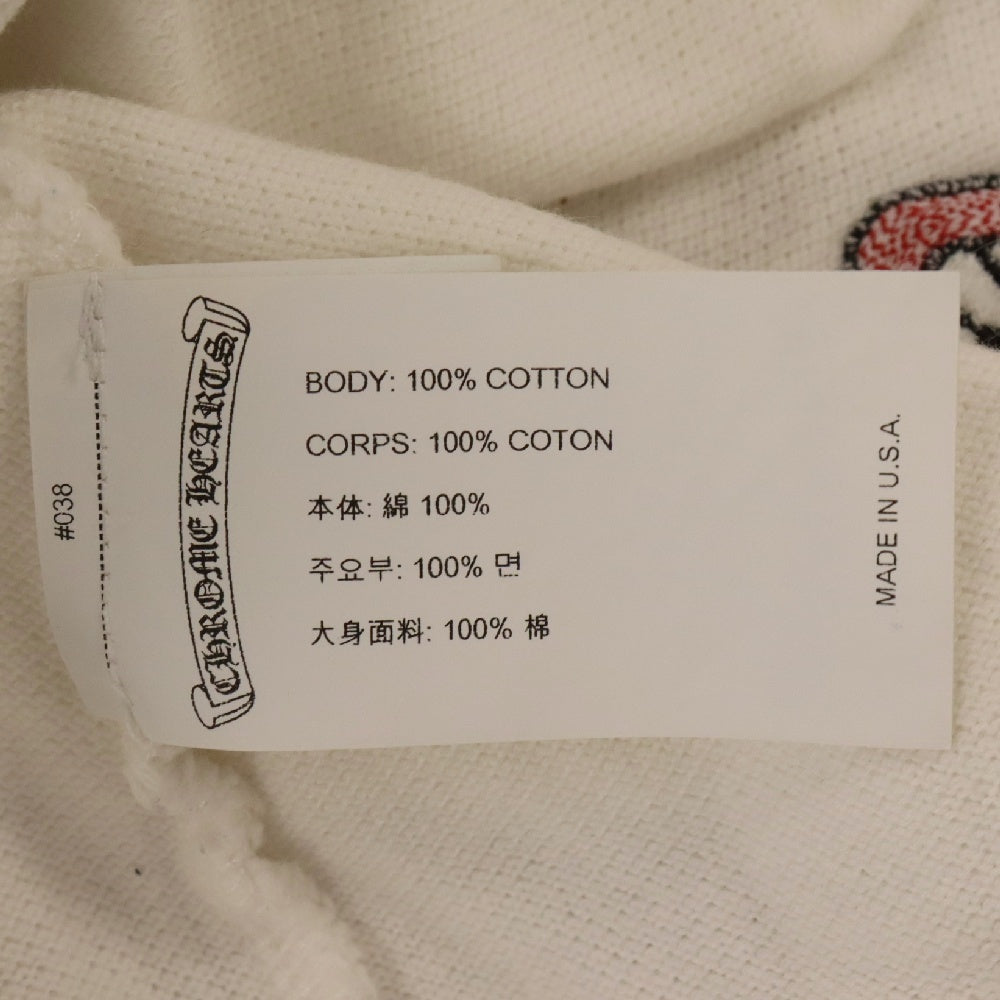 #038
CHROME HEARTS
BODY: 100% COTTON
CORPS: 100% COTON
本体: 綿 100%
주요부: 100% 면
大身面料: 100% 棉
MADE IN U.S.A.